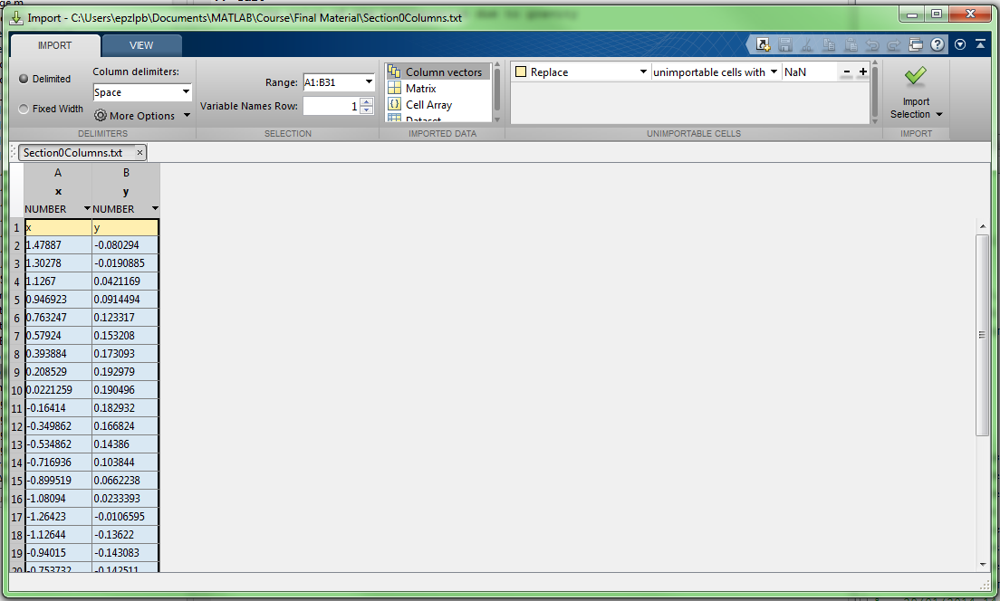 Import - C:\Users\epzlpb\Documents\MATLAB\Course\Final Material\Section0Columns.txt
IMPORT VIEW
Delimited
Fixed Width
Column delimiters:
Space
More Options
DELIMITERS
Range: A1:B31
Variable Names Row: 1
SELECTION
Column vectors
Matrix
Cell Array
Dataset
IMPORTED DATA
Replace unimportable cells with NaN
UNIMPORTABLE CELLS
Import
Selection
IMPORT
Section0Columns.txt
A B
x y
NUMBER NUMBER
1 x y
2 1.47887 -0.080294
3 1.30278 -0.0190885
4 1.1267 0.0421169
5 0.946923 0.0914494
6 0.763247 0.123317
7 0.57924 0.153208
8 0.393884 0.173093
9 0.208529 0.192979
10 0.0221259 0.190496
11 -0.16414 0.182932
12 -0.349862 0.166824
13 -0.534862 0.14386
14 -0.716936 0.103844
15 -0.899519 0.0662238
16 -1.08094 0.0233393
17 -1.26423 -0.0106595
18 -1.12644 -0.13622
19 -0.94015 -0.143083
20 -0.753732 -0.142511